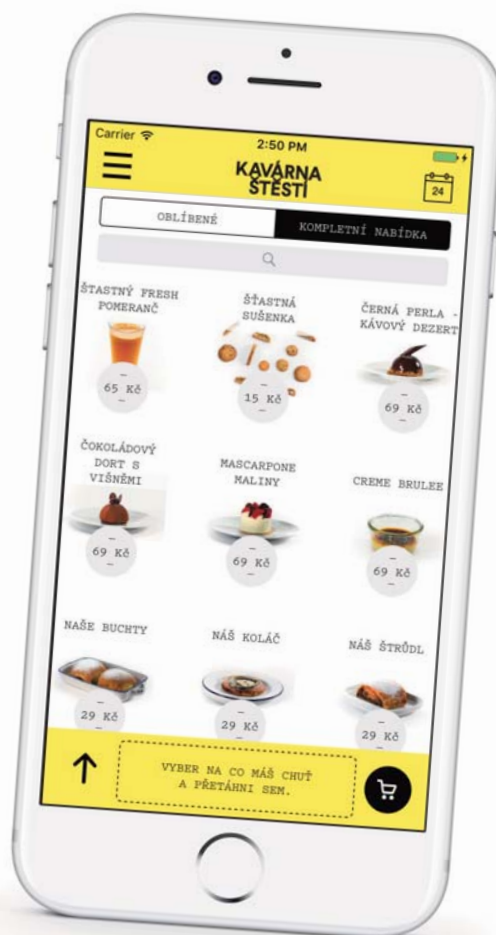 Carrier
2:50 PM
KAVÁRNA
ŠTĚSTÍ
24
OBLÍBENÉ
KOMPLETNÍ NABÍDKA
ŠTASTNÝ FRESH
POMERANČ
65 Kč
ŠŤASTNÁ
SUŠENKA
15 Kč
ČERNÁ PERLA -
KÁVOVÝ DEZERT
69 Kč
ČOKOLÁDOVÝ
DORT S
VIŠNĚMI
69 Kč
MASCARPONE
MALINY
69 Kč
CREME BRULEE
69 Kč
NAŠE BUCHTY
29 Kč
NÁŠ KOLÁČ
29 Kč
NÁŠ ŠTRŮDL
29 Kč
VYBER NA CO MÁŠ CHUŤ
A PŘETÁHNI SEM.